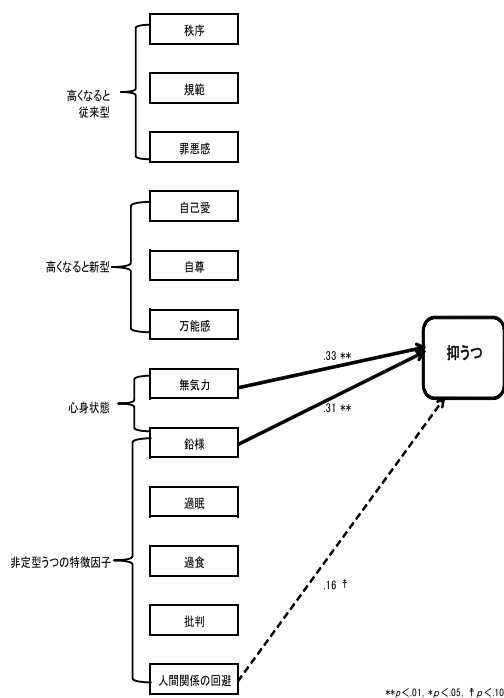 秩序
規範
高くなると
従来型
罪悪感
自己愛
自尊
高くなると新型
万能感
無気力
心身状態
鉛様
過眠
過食
非定型うつの特徴因子
批判
人間関係の回避
.33 **
.31 **
.16 †
抑うつ
**p<.01, *p<.05, †p<.10